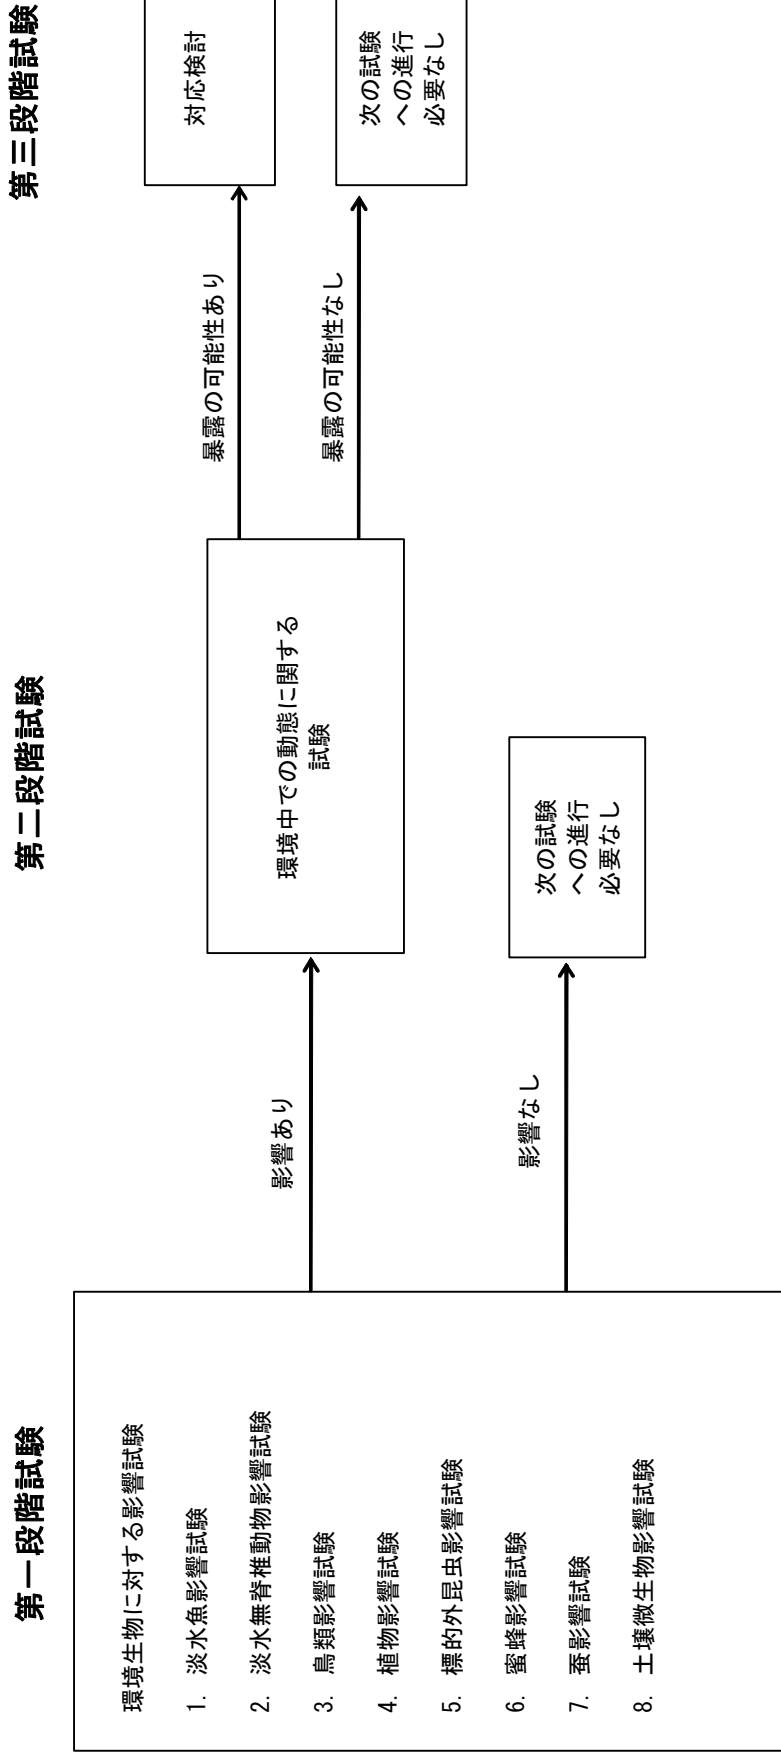 第一段階試験
環境生物に対する影響試験
1. 淡水魚影響試験
2. 淡水無脊椎動物影響試験
3. 鳥類影響試験
4. 植物影響試験
5. 標的外昆虫影響試験
6. 蜜蜂影響試験
7. 蚕影響試験
8. 土壌微生物影響試験
影響あり
影響なし
第二段階試験
環境中での動態に関する
試験
次の試験
への進行
必要なし
暴露の可能性あり
暴露の可能性なし
第三段階試験
対応検討
次の試験
への進行
必要なし